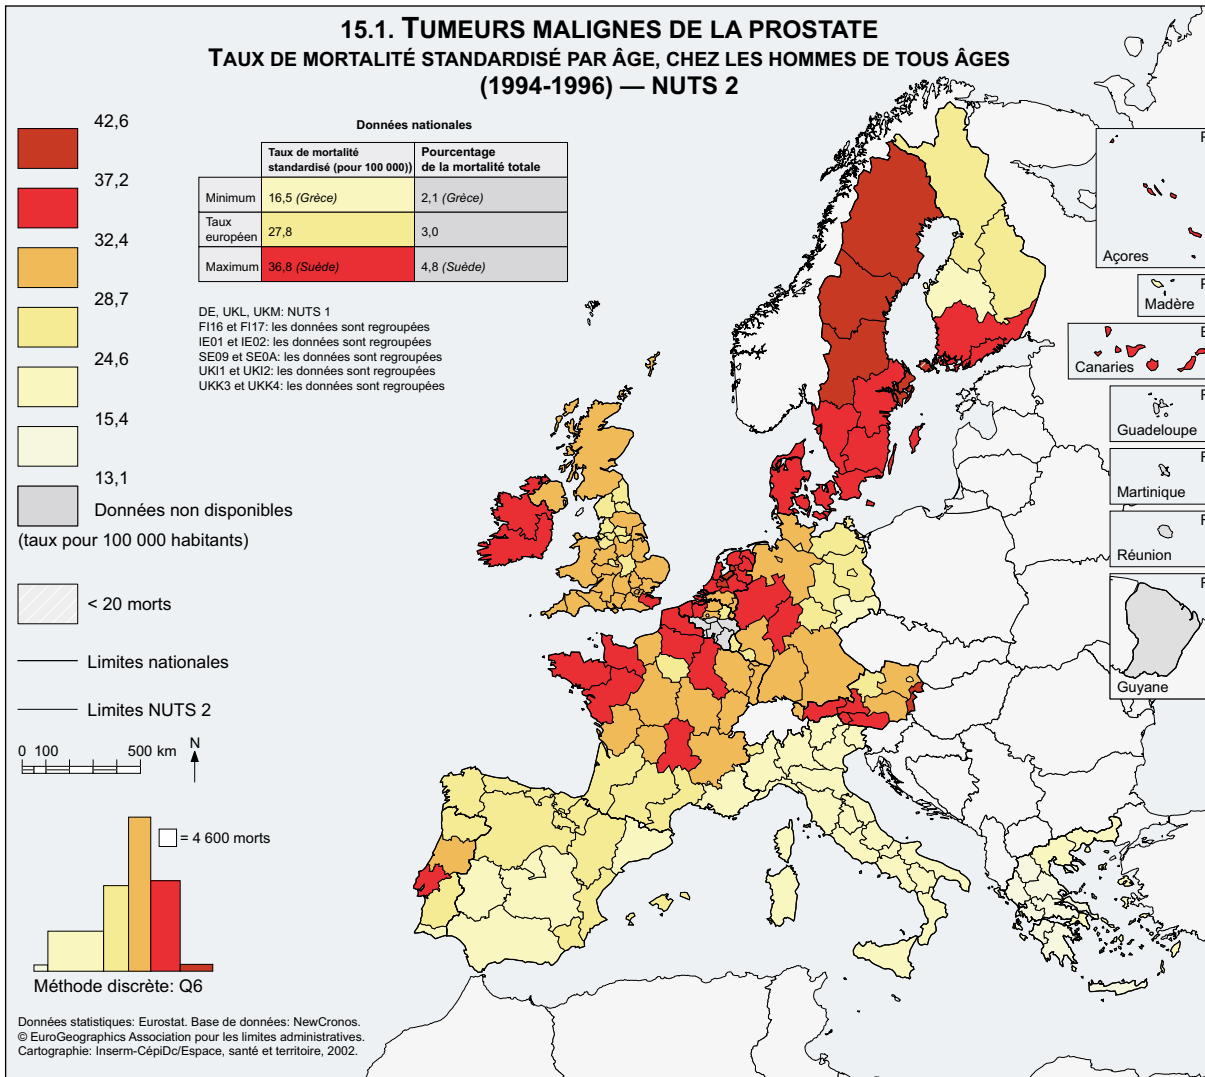 15.1. TUMEURS MALIGNES DE LA PROSTATE
TAUX DE MORTALITÉ STANDARDISÉ PAR ÂGE, CHEZ LES HOMMES DE TOUS ÂGES
(1994-1996) — NUTS 2
42,6
37,2
32,4
28,7
24,6
15,4
13,1
Données non disponibles
(taux pour 100 000 habitants)
< 20 morts
Limites nationales
Limites NUTS 2
0 100 500 km
N
Données nationales
Taux de mortalité standardisé (pour 100 000)) Pourcentage de la mortalité totale
Minimum 16,5 (Grèce) 2,1 (Grèce)
Taux européen 27,8 3,0
Maximum 36,8 (Suède) 4,8 (Suède)
DE, UKL, UKM: NUTS 1
FI16 et FI17: les données sont regroupées
IE01 et IE02: les données sont regroupées
SE09 et SE0A: les données sont regroupées
UKI1 et UKI2: les données sont regroupées
UKK3 et UKK4: les données sont regroupées
= 4 600 morts
Méthode discrète: Q6
Données statistiques: Eurostat. Base de données: NewCronos.
© EuroGeographics Association pour les limites administratives.
Cartographie: Inserm-CépiDc/Espace, santé et territoire, 2002.
Açores
Madère
Canaries
Guadeloupe
Martinique
Réunion
Guyane